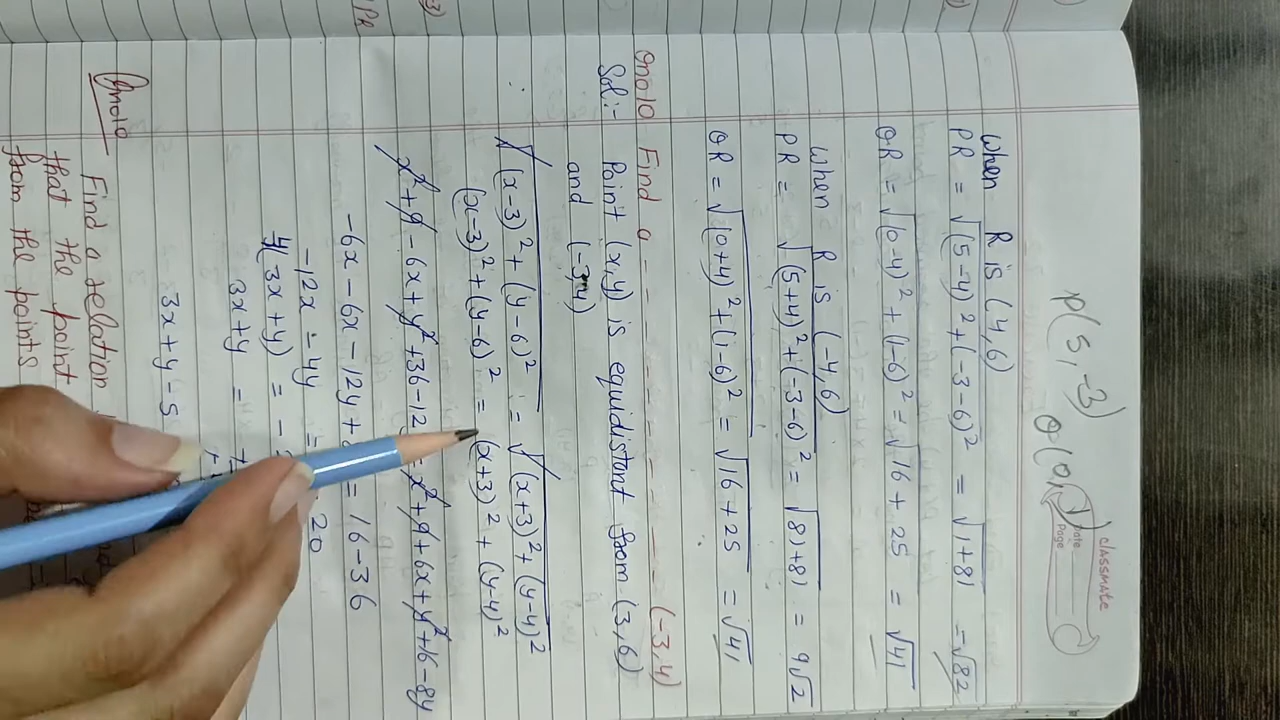 classmate
Date
Page
P(5, -3) Q(0, 1)
when R is (4,6)
PR = √(5-4)² + (-3-6)² = √1+81 = √82
QR = √(0-4)² + (1-6)² = √16 + 25 = √41
when R is (-4,6)
PR = √(5+4)² + (-3-6)² = √81+81 = 9√2
QR = √(0+4)² + (1-6)² = √16 + 25 = √41
Qno10 Find a (-3,4)
Sol:- Point (x,y) is equidistant from (3,6)
and (-3,4)
√(x-3)² + (y-6)² = √(x+3)² + (y-4)²
(x-3)² + (y-6)² = (x+3)² + (y-4)²
x² + 9 - 6x + y² + 36 - 12 = x² + 9 + 6x + y² + 16 - 8y
-6x - 6x - 12y + = 16 - 36
-12x = 4y = 20
4(3x + y) = -
3x + y =
3x + y - 5
Qno10 Find a relation
that the point
from the points